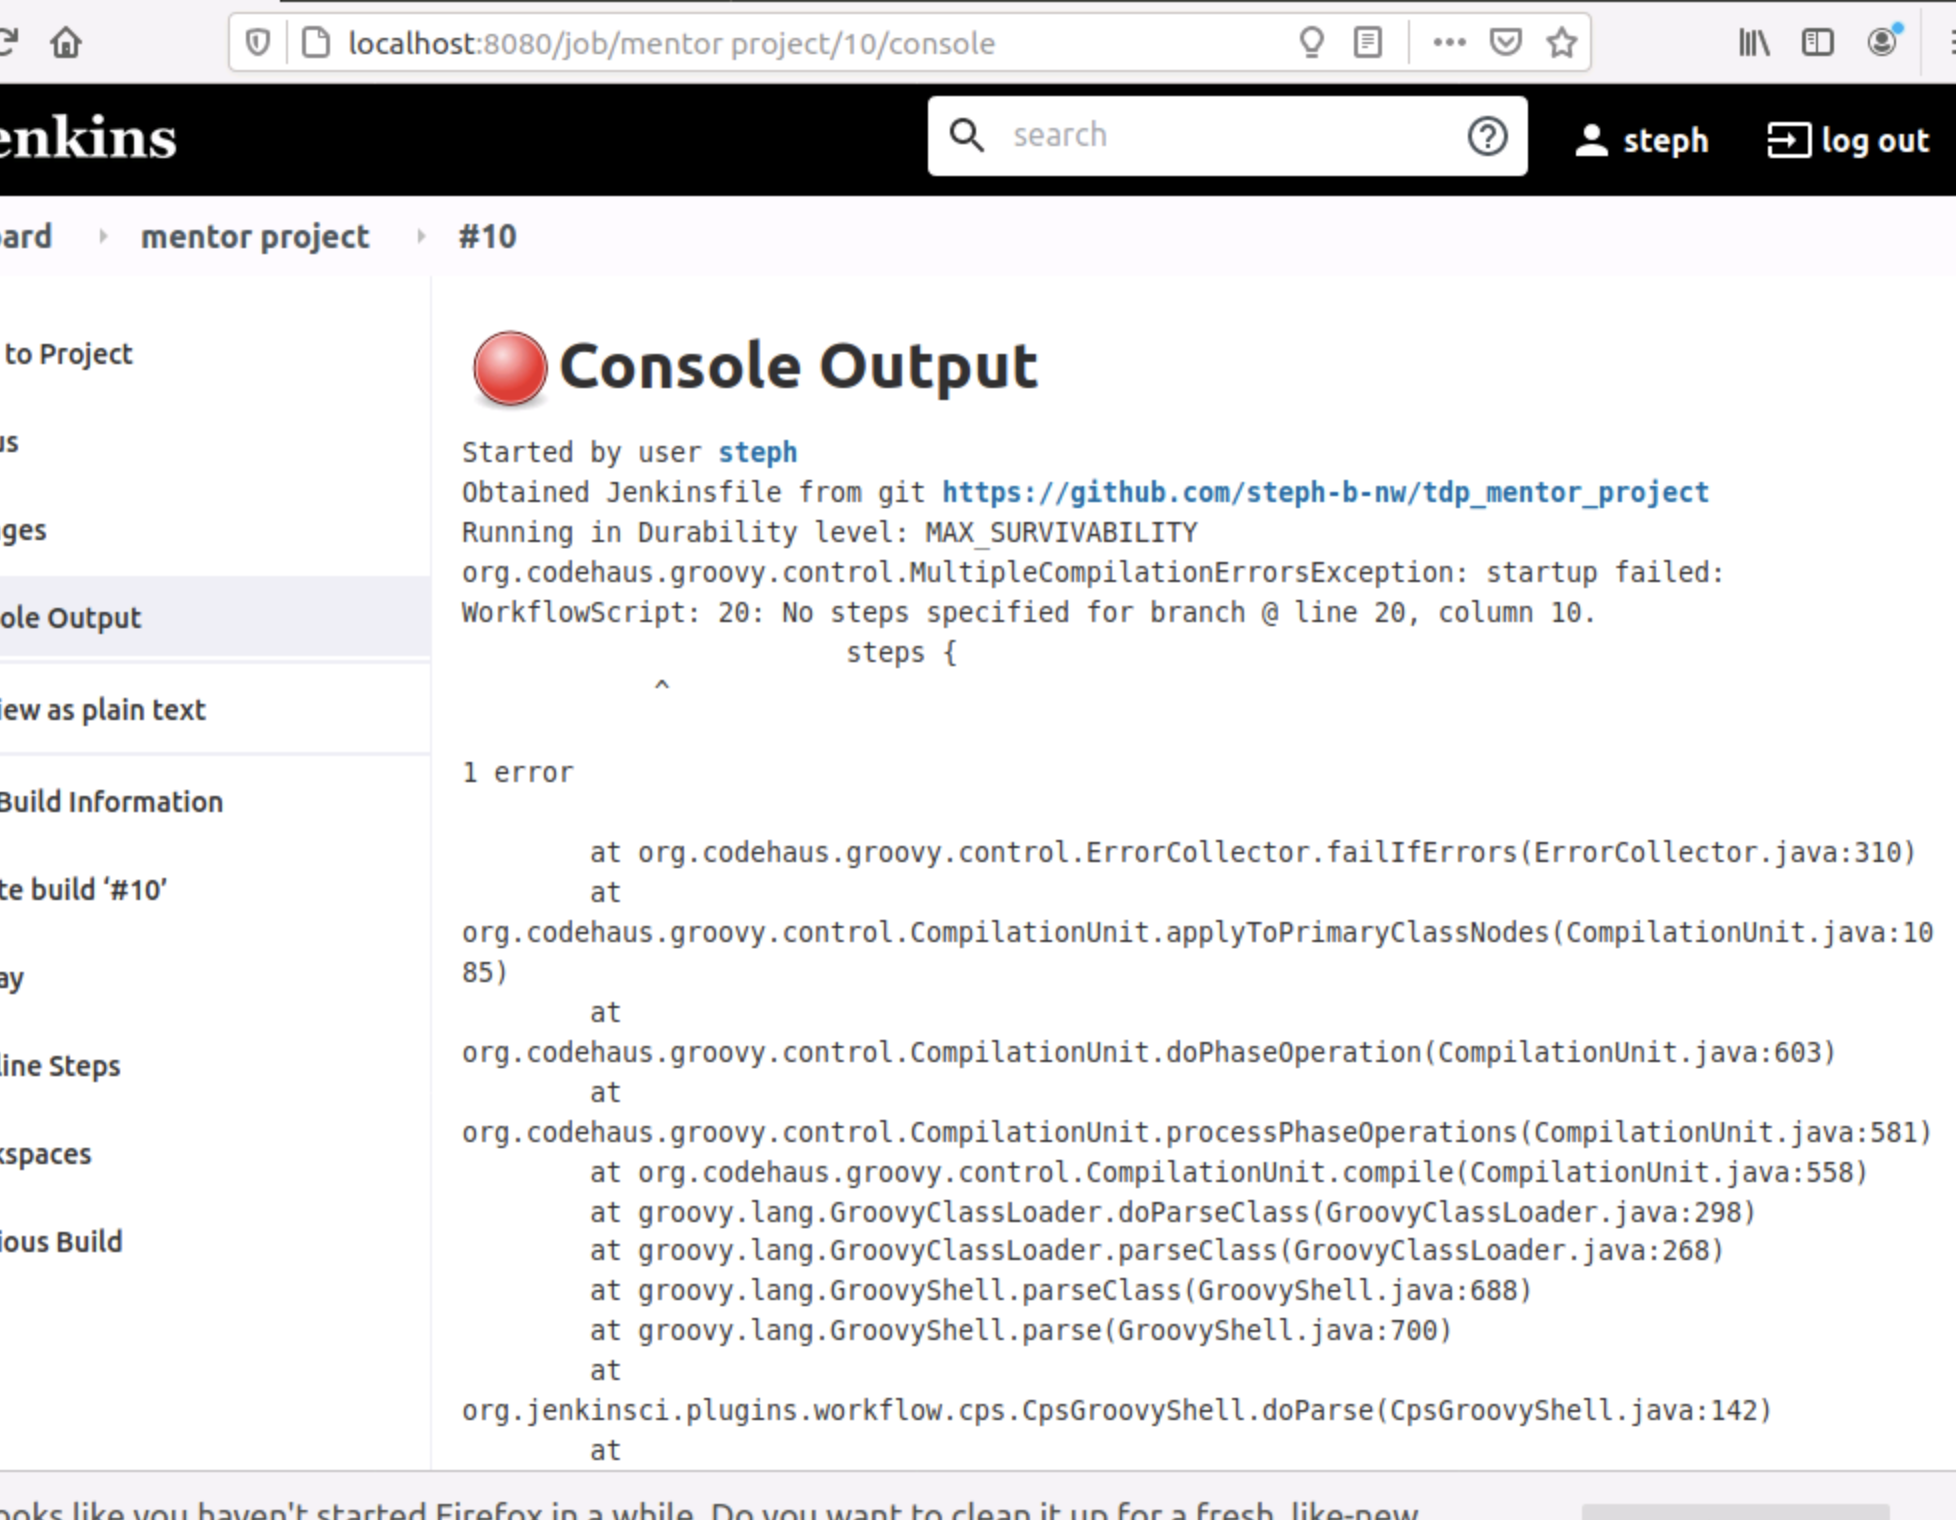 localhost:8080/job/mentor project/10/console
enkins
search
steph
log out
ard
mentor project
#10
to Project
us
ges
ole Output
iew as plain text
Build Information
te build ‘#10’
ay
line Steps
kspaces
ious Build
Console Output
Started by user steph
Obtained Jenkinsfile from git https://github.com/steph-b-nw/tdp_mentor_project
Running in Durability level: MAX_SURVIVABILITY
org.codehaus.groovy.control.MultipleCompilationErrorsException: startup failed:
WorkflowScript: 20: No steps specified for branch @ line 20, column 10.
steps {
^
1 error
at org.codehaus.groovy.control.ErrorCollector.failIfErrors(ErrorCollector.java:310)
at
org.codehaus.groovy.control.CompilationUnit.applyToPrimaryClassNodes(CompilationUnit.java:10
85)
at
org.codehaus.groovy.control.CompilationUnit.doPhaseOperation(CompilationUnit.java:603)
at
org.codehaus.groovy.control.CompilationUnit.processPhaseOperations(CompilationUnit.java:581)
at org.codehaus.groovy.control.CompilationUnit.compile(CompilationUnit.java:558)
at groovy.lang.GroovyClassLoader.doParseClass(GroovyClassLoader.java:298)
at groovy.lang.GroovyClassLoader.parseClass(GroovyClassLoader.java:268)
at groovy.lang.GroovyShell.parseClass(GroovyShell.java:688)
at groovy.lang.GroovyShell.parse(GroovyShell.java:700)
at
org.jenkinsci.plugins.workflow.cps.CpsGroovyShell.doParse(CpsGroovyShell.java:142)
at
ooks like you haven't started Firefox in a while. Do you want to clean it up for a fresh, like-new